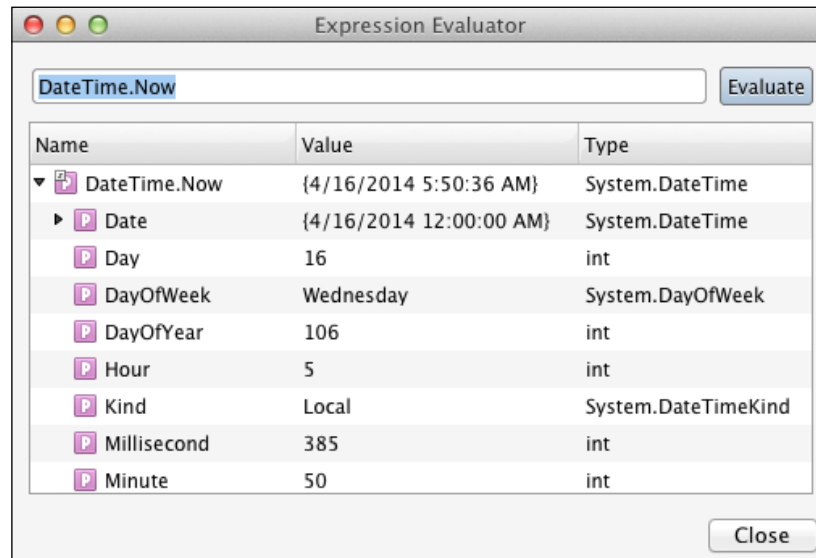 Expression Evaluator
DateTime.Now Evaluate
Name Value Type
DateTime.Now {4/16/2014 5:50:36 AM} System.DateTime
Date {4/16/2014 12:00:00 AM} System.DateTime
Day 16 int
DayOfWeek Wednesday System.DayOfWeek
DayOfYear 106 int
Hour 5 int
Kind Local System.DateTimeKind
Millisecond 385 int
Minute 50 int
Close